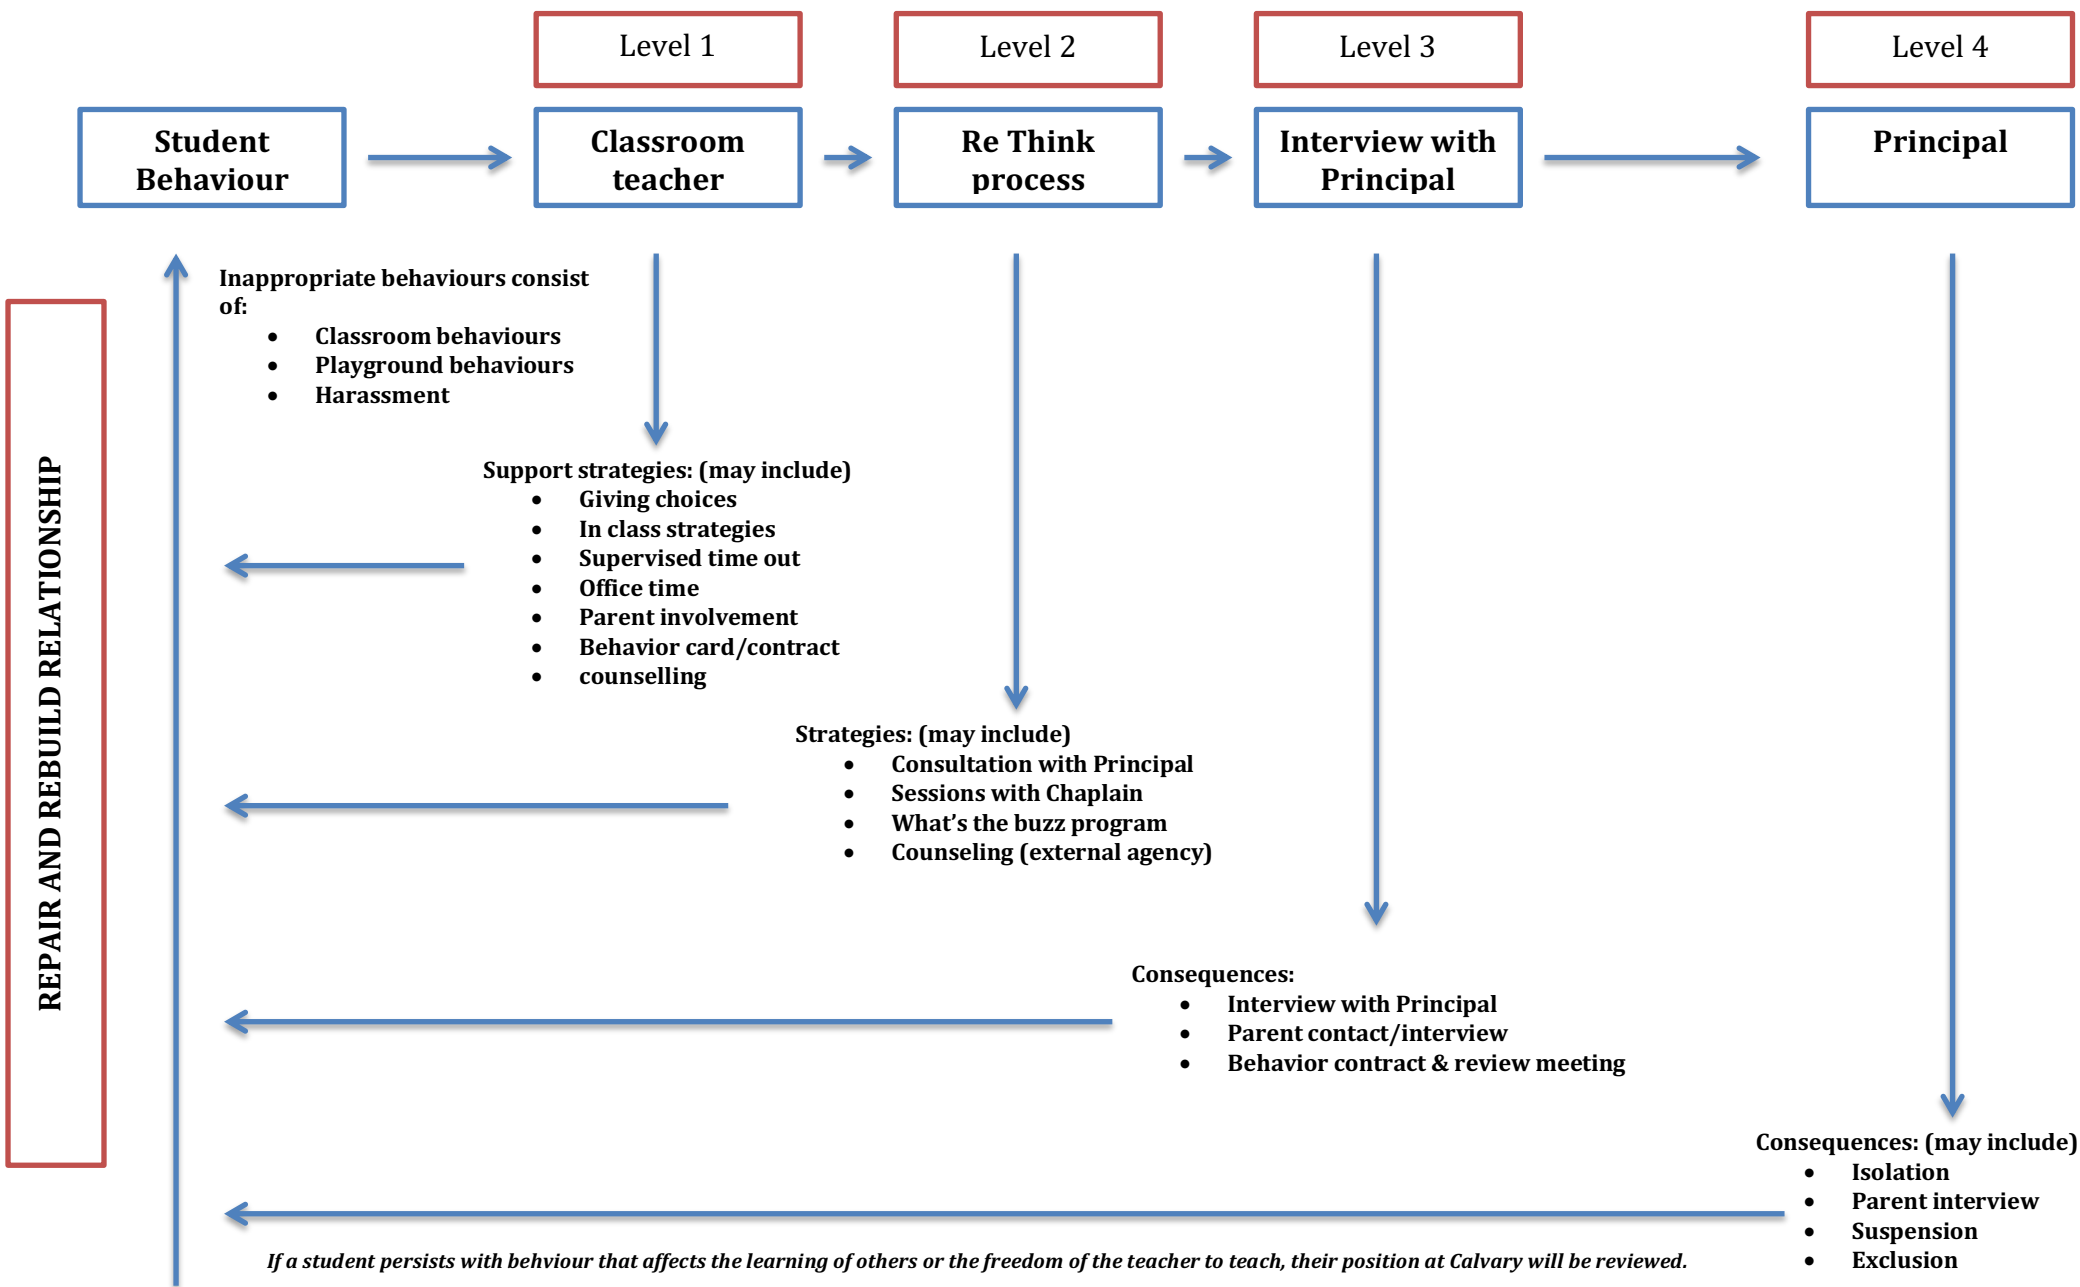 Level 1
Level 2
Level 3
Level 4
Student
Behaviour
Classroom
teacher
Re Think
process
Interview with
Principal
Principal
Inappropriate behaviours consist
of:
• Classroom behaviours
• Playground behaviours
• Harassment
REPAIR AND REBUILD RELATIONSHIP
Support strategies: (may include)
• Giving choices
• In class strategies
• Supervised time out
• Office time
• Parent involvement
• Behavior card/contract
• counselling
Strategies: (may include)
• Consultation with Principal
• Sessions with Chaplain
• What's the buzz program
• Counseling (external agency)
Consequences:
• Interview with Principal
• Parent contact/interview
• Behavior contract & review meeting
Consequences: (may include)
• Isolation
• Parent interview
• Suspension
• Exclusion
If a student persists with behviour that affects the learning of others or the freedom of the teacher to teach, their position at Calvary will be reviewed.